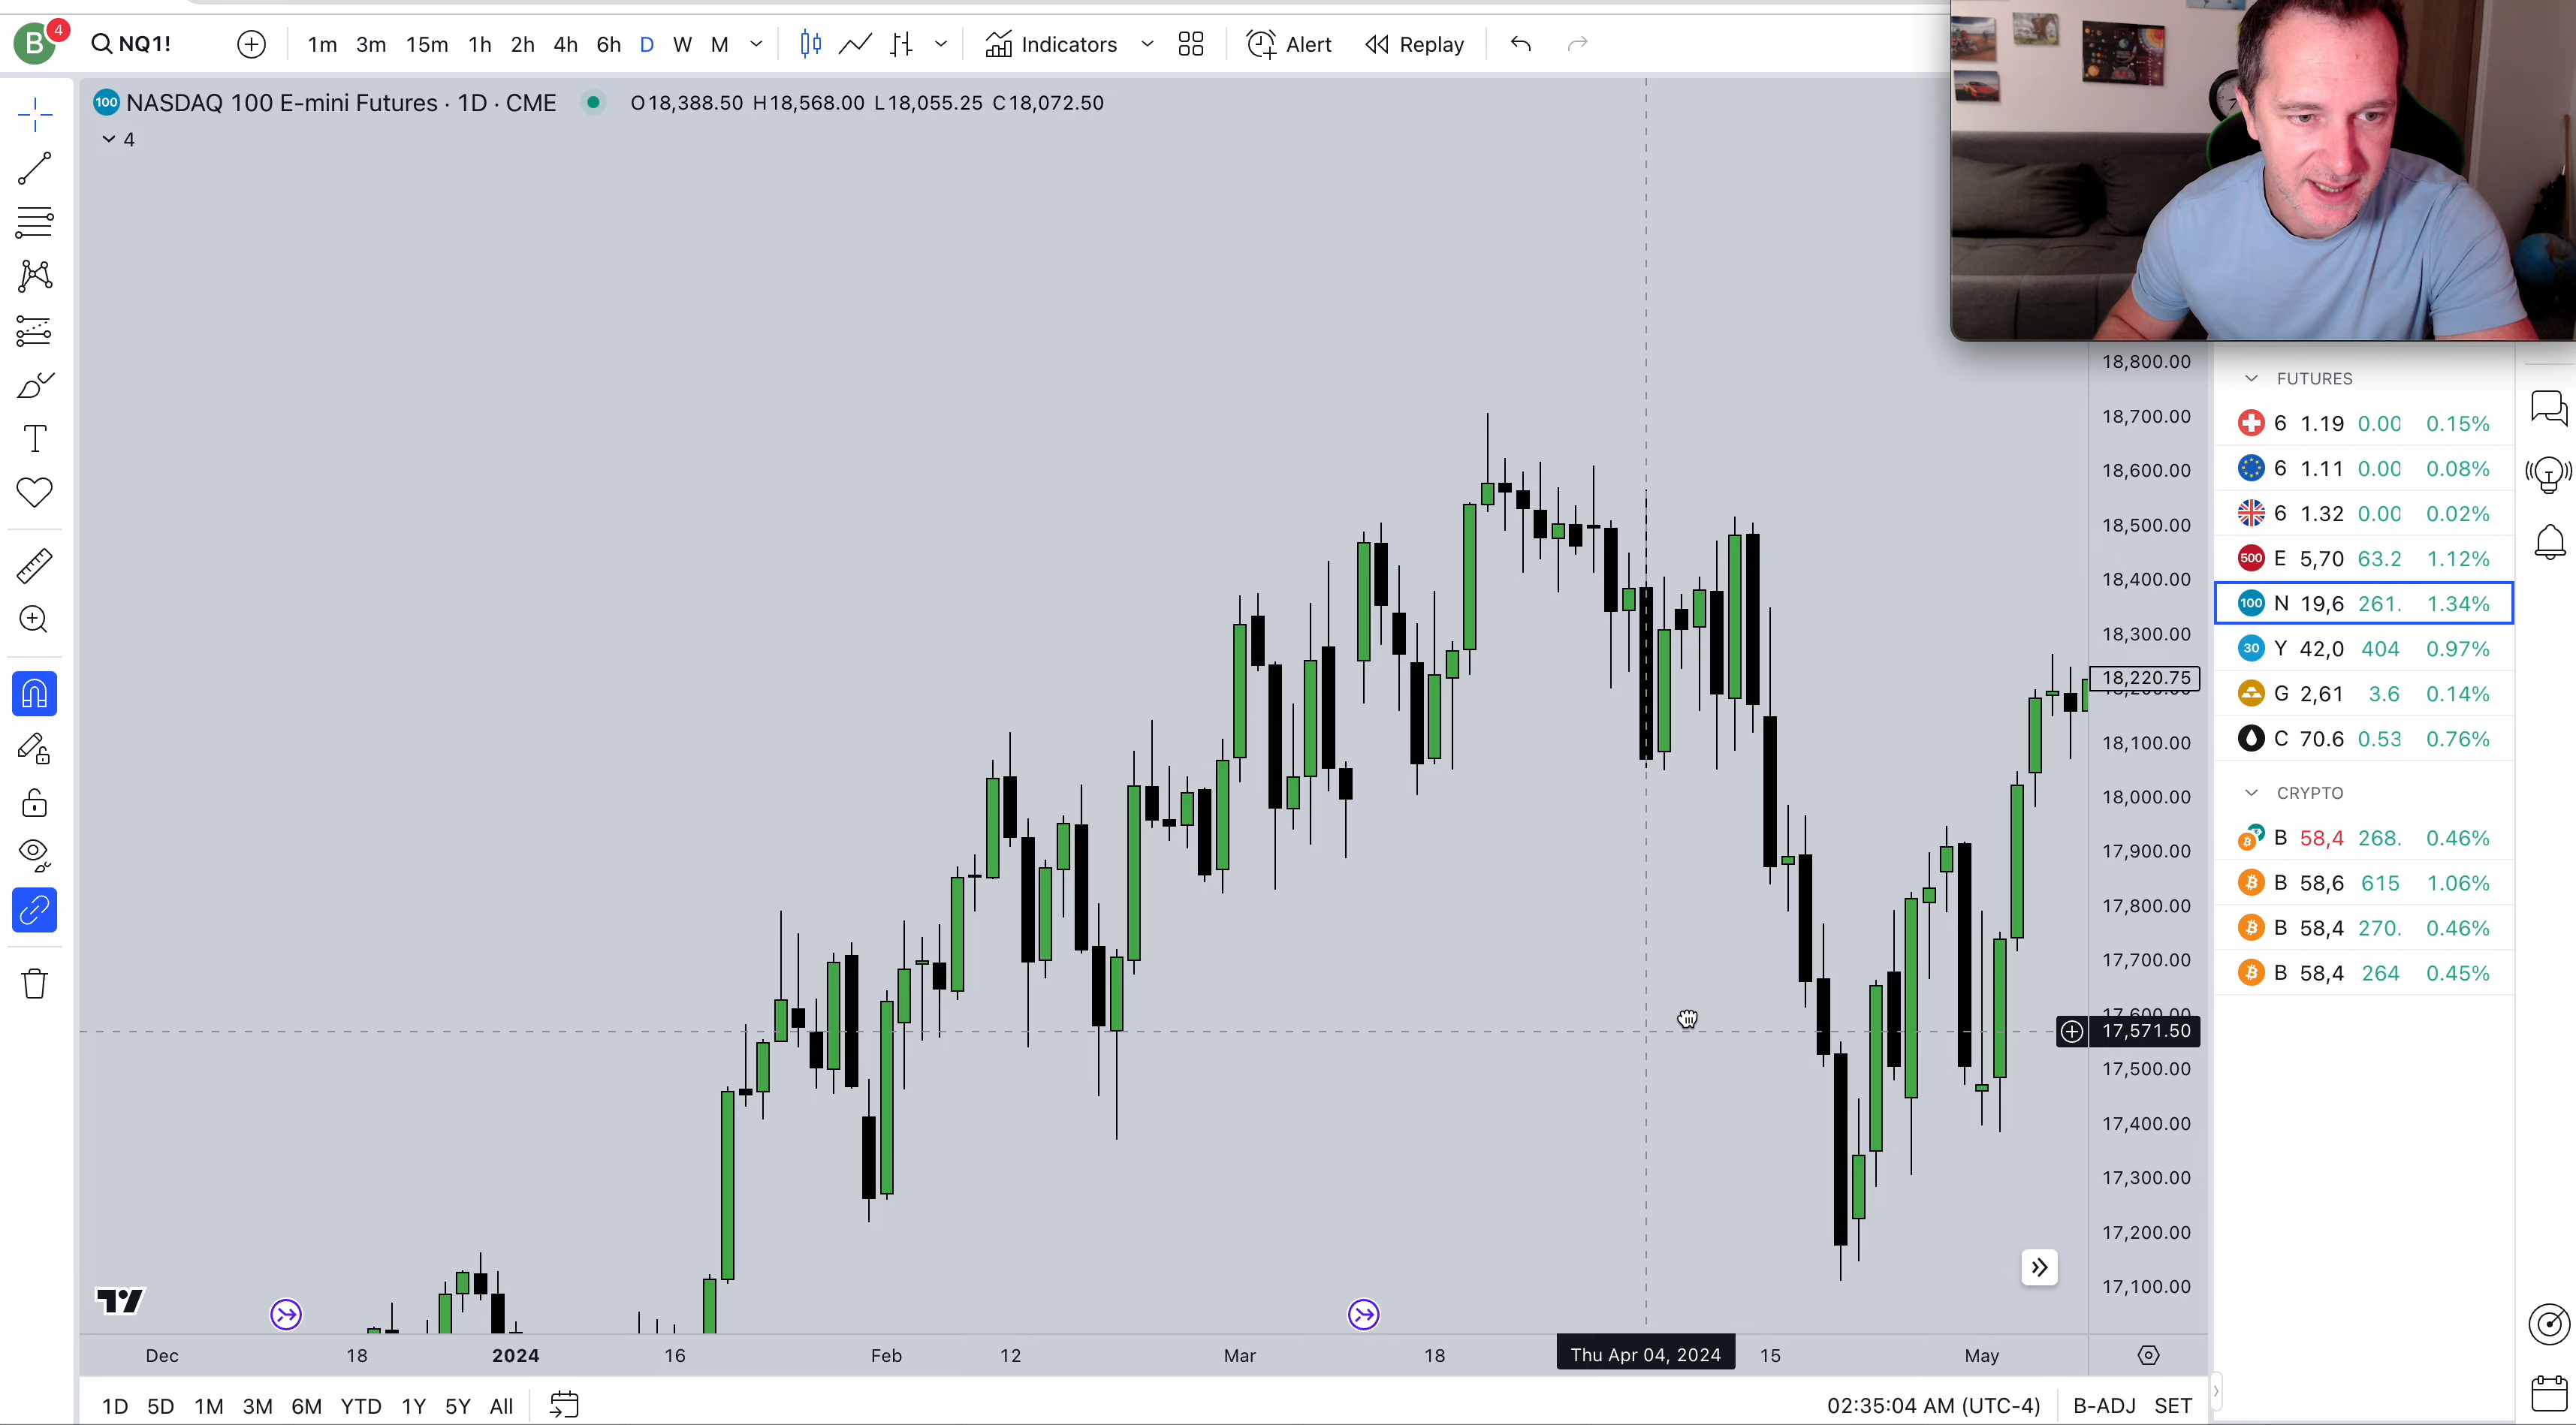 B 4 NQ1! 1m 3m 15m 1h 2h 4h 6h D W M Indicators Alert Replay
100 NASDAQ 100 E-mini Futures · 1D · CME O18,388.50 H18,568.00 L18,055.25 C18,072.50
4
18,800.00
18,700.00
18,600.00
18,500.00
18,400.00
18,300.00
18,220.75
18,100.00
18,000.00
17,900.00
17,800.00
17,700.00
17,571.50
17,500.00
17,400.00
17,300.00
17,200.00
17,100.00
FUTURES
6 1.19 0.00 0.15%
6 1.11 0.00 0.08%
6 1.32 0.00 0.02%
500 E 5,70 63.2 1.12%
100 N 19,6 261. 1.34%
30 Y 42,0 404 0.97%
G 2,61 3.6 0.14%
C 70.6 0.53 0.76%
CRYPTO
B 58,4 268. 0.46%
B 58,6 615 1.06%
B 58,4 270. 0.46%
B 58,4 264 0.45%
Dec 18 2024 16 Feb 12 Mar 18 Thu Apr 04, 2024 15 May
1D 5D 1M 3M 6M YTD 1Y 5Y All 02:35:04 AM (UTC-4) B-ADJ SET